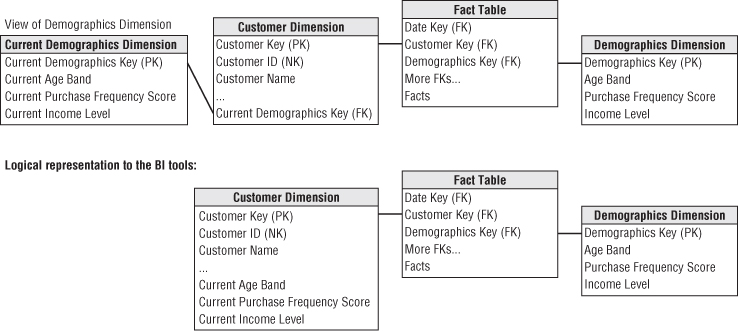 View of Demographics Dimension
Current Demographics Dimension
Current Demographics Key (PK)
Current Age Band
Current Purchase Frequency Score
Current Income Level
Customer Dimension
Customer Key (PK)
Customer ID (NK)
Customer Name
...
Current Demographics Key (FK)
Fact Table
Date Key (FK)
Customer Key (FK)
Demographics Key (FK)
More FKs...
Facts
Demographics Dimension
Demographics Key (PK)
Age Band
Purchase Frequency Score
Income Level
Logical representation to the BI tools:
Customer Dimension
Customer Key (PK)
Customer ID (NK)
Customer Name
...
Current Age Band
Current Purchase Frequency Score
Current Income Level
Fact Table
Date Key (FK)
Customer Key (FK)
Demographics Key (FK)
More FKs...
Facts
Demographics Dimension
Demographics Key (PK)
Age Band
Purchase Frequency Score
Income Level